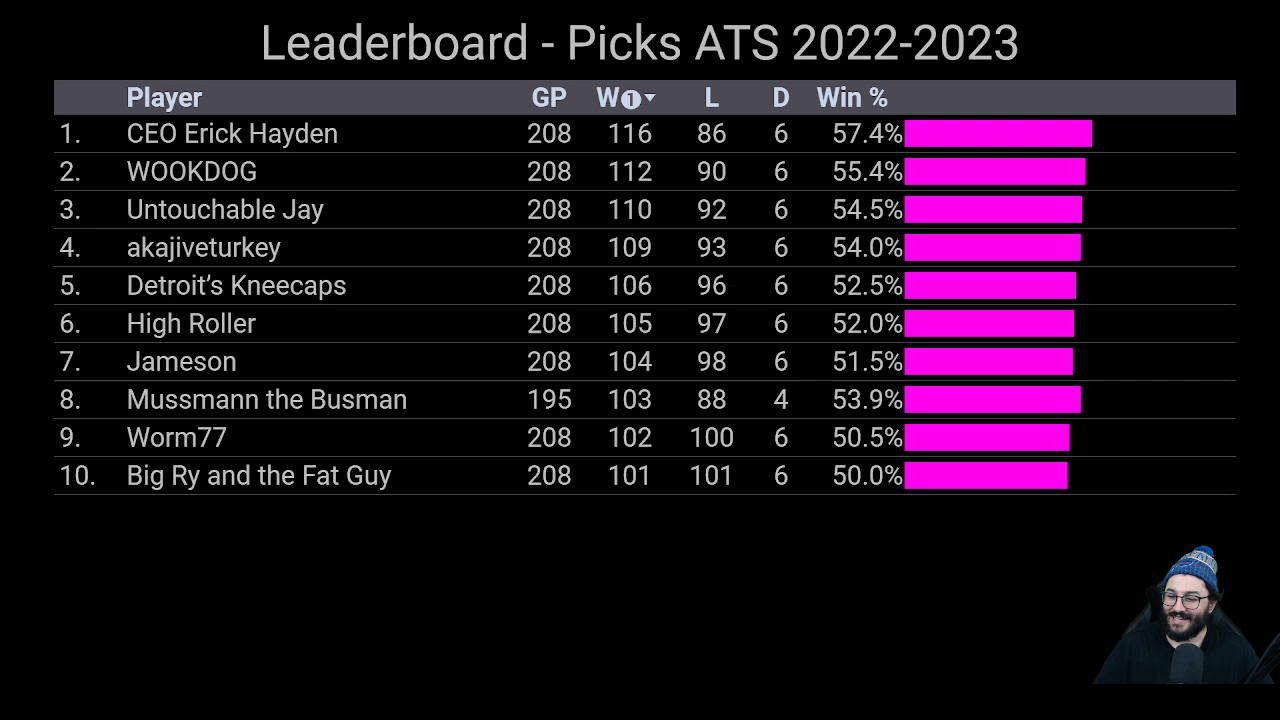 Leaderboard - Picks ATS 2022-2023
Player GP W1 L D Win %
1. CEO Erick Hayden 208 116 86 6 57.4%
2. WOOKDOG 208 112 90 6 55.4%
3. Untouchable Jay 208 110 92 6 54.5%
4. akajiveturkey 208 109 93 6 54.0%
5. Detroit’s Kneecaps 208 106 96 6 52.5%
6. High Roller 208 105 97 6 52.0%
7. Jameson 208 104 98 6 51.5%
8. Mussmann the Busman 195 103 88 4 53.9%
9. Worm77 208 102 100 6 50.5%
10. Big Ry and the Fat Guy 208 101 101 6 50.0%